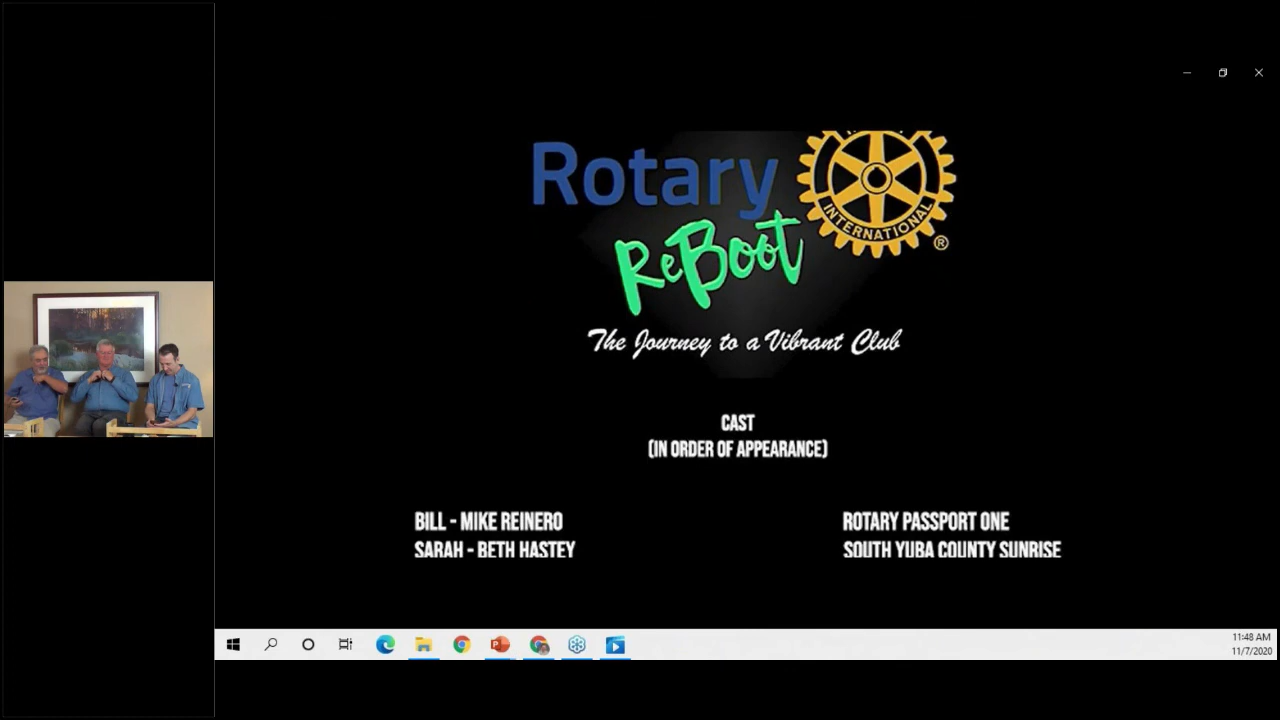 Rotary
INTERNATIONAL
®
ReBoot
The Journey to a Vibrant Club
CAST
(IN ORDER OF APPEARANCE)
BILL - MIKE REINERO
ROTARY PASSPORT ONE
SARAH - BETH HASTEY
SOUTH YUBA COUNTY SUNRISE
11:48 AM
11/7/2020